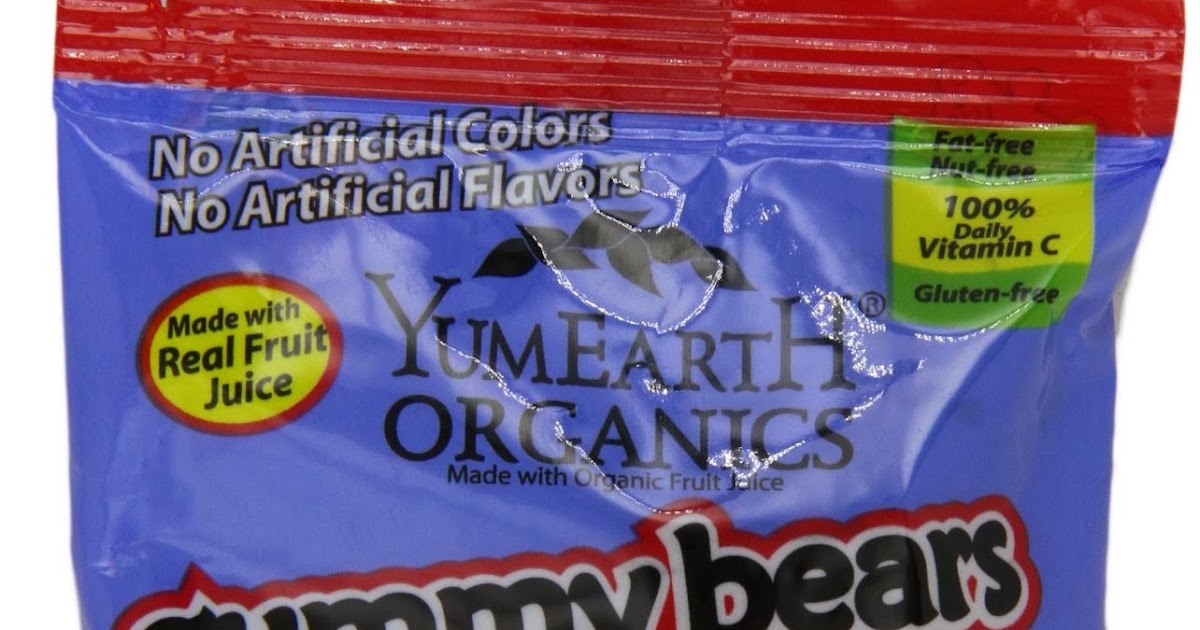 No Artificial Colors
No Artificial Flavors
Fat-free
Nut-free
100%
Daily
Vitamin C
Gluten-free
Made with
Real Fruit
Juice
YUMEARTH®
ORGANICS
Made with Organic Fruit Juice
gummy bears